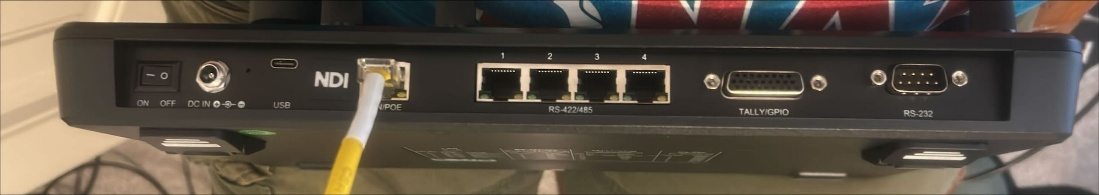 1 2 3 4
NDI
ON OFF DC IN USB /POE RS-422/485 TALLY/GPIO RS-232